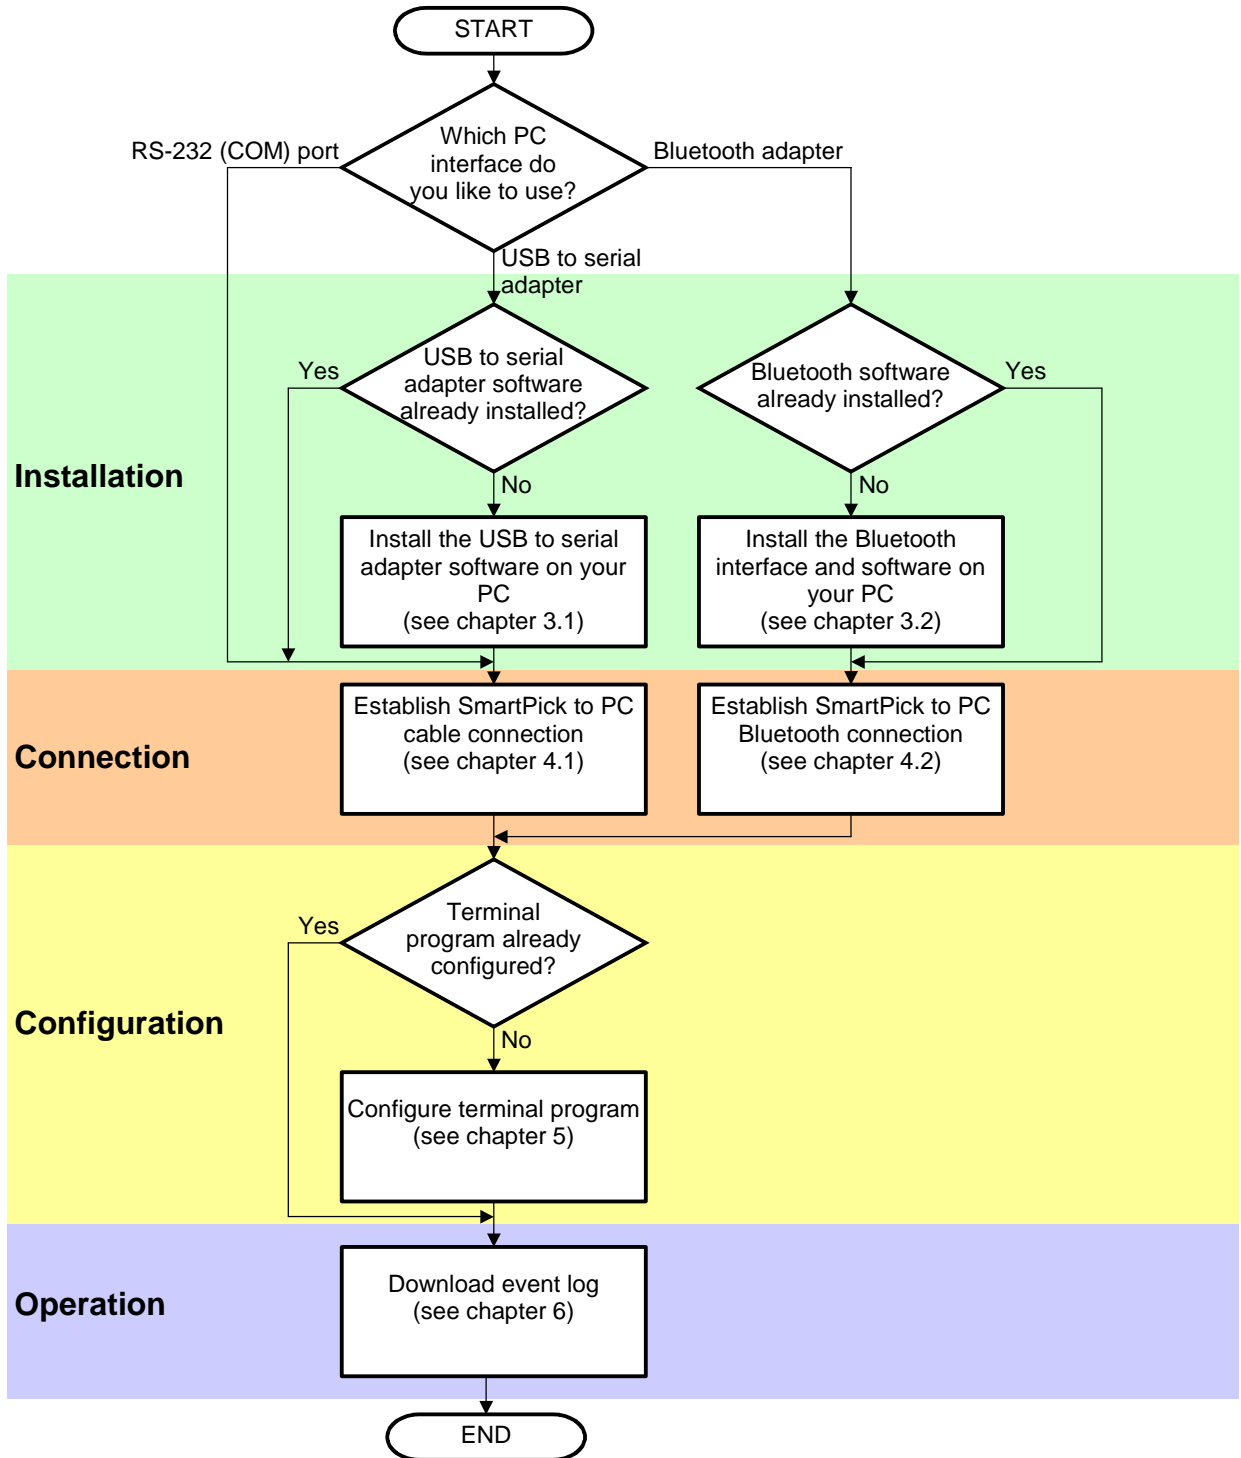 START
Which PC
interface do
you like to use?
RS-232 (COM) port
Bluetooth adapter
USB to serial
adapter
Installation
USB to serial
adapter software
already installed?
Yes
No
Bluetooth software
already installed?
Yes
No
Install the USB to serial
adapter software on your
PC
(see chapter 3.1)
Install the Bluetooth
interface and software on
your PC
(see chapter 3.2)
Connection
Establish SmartPick to PC
cable connection
(see chapter 4.1)
Establish SmartPick to PC
Bluetooth connection
(see chapter 4.2)
Configuration
Terminal
program already
configured?
Yes
No
Configure terminal program
(see chapter 5)
Operation
Download event log
(see chapter 6)
END